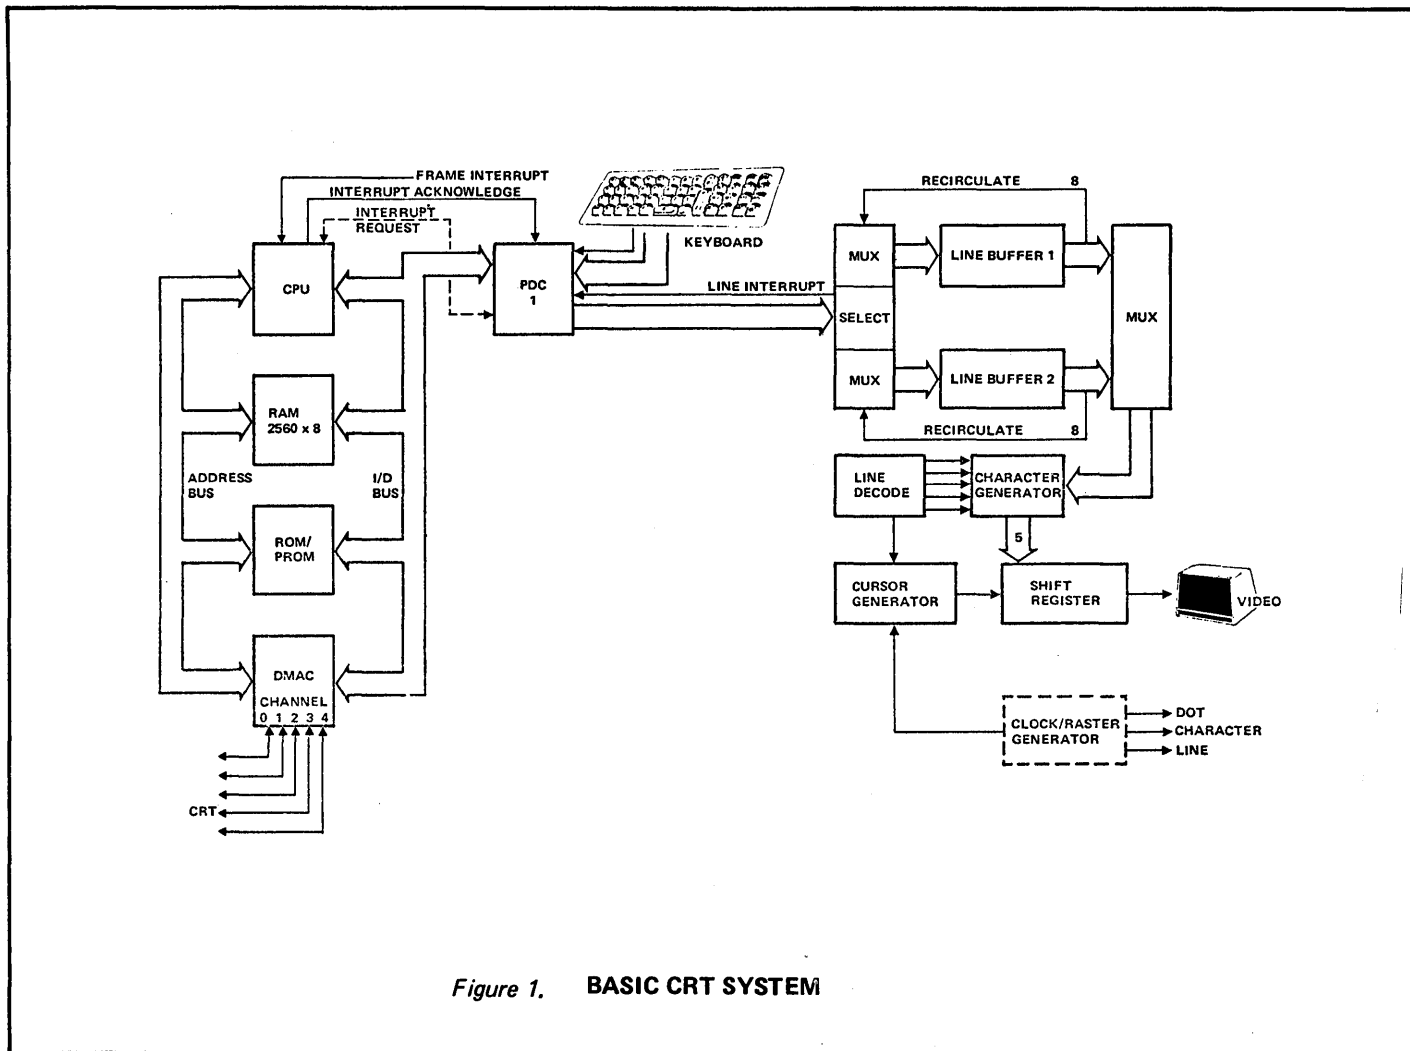 FRAME INTERRUPT
INTERRUPT ACKNOWLEDGE
INTERRUPT
REQUEST
KEYBOARD
CPU
PDC
1
LINE INTERRUPT
RECIRCULATE 8
MUX
LINE BUFFER 1
SELECT
MUX
MUX
LINE BUFFER 2
RECIRCULATE 8
RAM
2560 x 8
ADDRESS
BUS
I/D
BUS
ROM/
PROM
LINE
DECODE
CHARACTER
GENERATOR
5
CURSOR
GENERATOR
SHIFT
REGISTER
VIDEO
DMAC
CHANNEL
0 1 2 3 4
CRT
CLOCK/RASTER
GENERATOR
DOT
CHARACTER
LINE
Figure 1. BASIC CRT SYSTEM